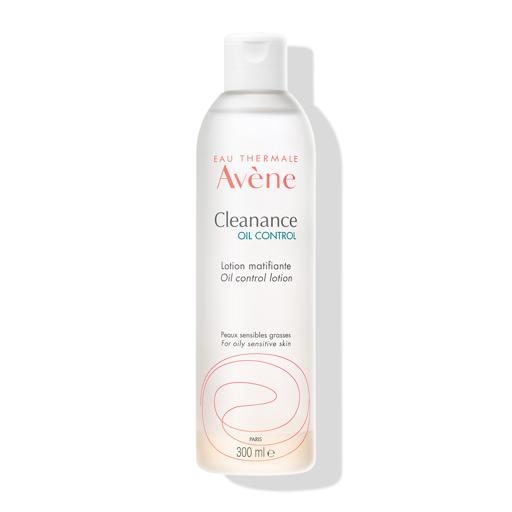 EAU THERMALE
Avène
Cleanance
OIL CONTROL
Lotion matifiante
Oil control lotion
Peaux sensibles grasses
For oily sensitive skin
PARIS
300 ml ℮